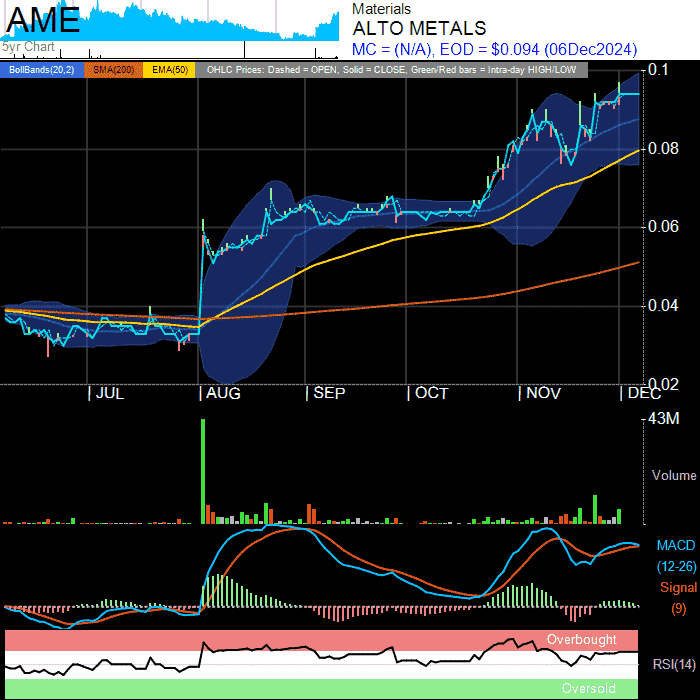 AME
5yr Chart
Materials
ALTO METALS
MC = (N/A), EOD = $0.094 (06Dec2024)
BollBands(20,2) SMA(200) EMA(50) OHLC Prices: Dashed = OPEN, Solid = CLOSE, Green/Red bars = Intra-day HIGH/LOW
0.1
0.08
0.06
0.04
0.02
| JUL | AUG | SEP | OCT | NOV | DEC
43M
Volume
MACD
(12-26)
Signal
(9)
Overbought
RSI(14)
Oversold